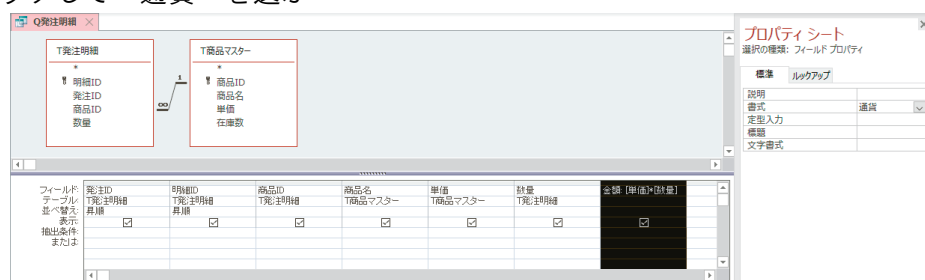 Q発注明細
T発注明細
*
明細ID
発注ID
商品ID
数量
∞
1
T商品マスター
*
商品ID
商品名
単価
在庫数
プロパティ シート
選択の種類: フィールド プロパティ
標準 ルックアップ
説明
書式 通貨
定型入力
標題
文字書式
フィールド: 発注ID 明細ID 商品ID 商品名 単価 数量 金額: [単価]*[数量]
テーブル: T発注明細 T発注明細 T発注明細 T商品マスター T商品マスター T発注明細
並べ替え: 昇順 昇順
表示:
抽出条件:
または: